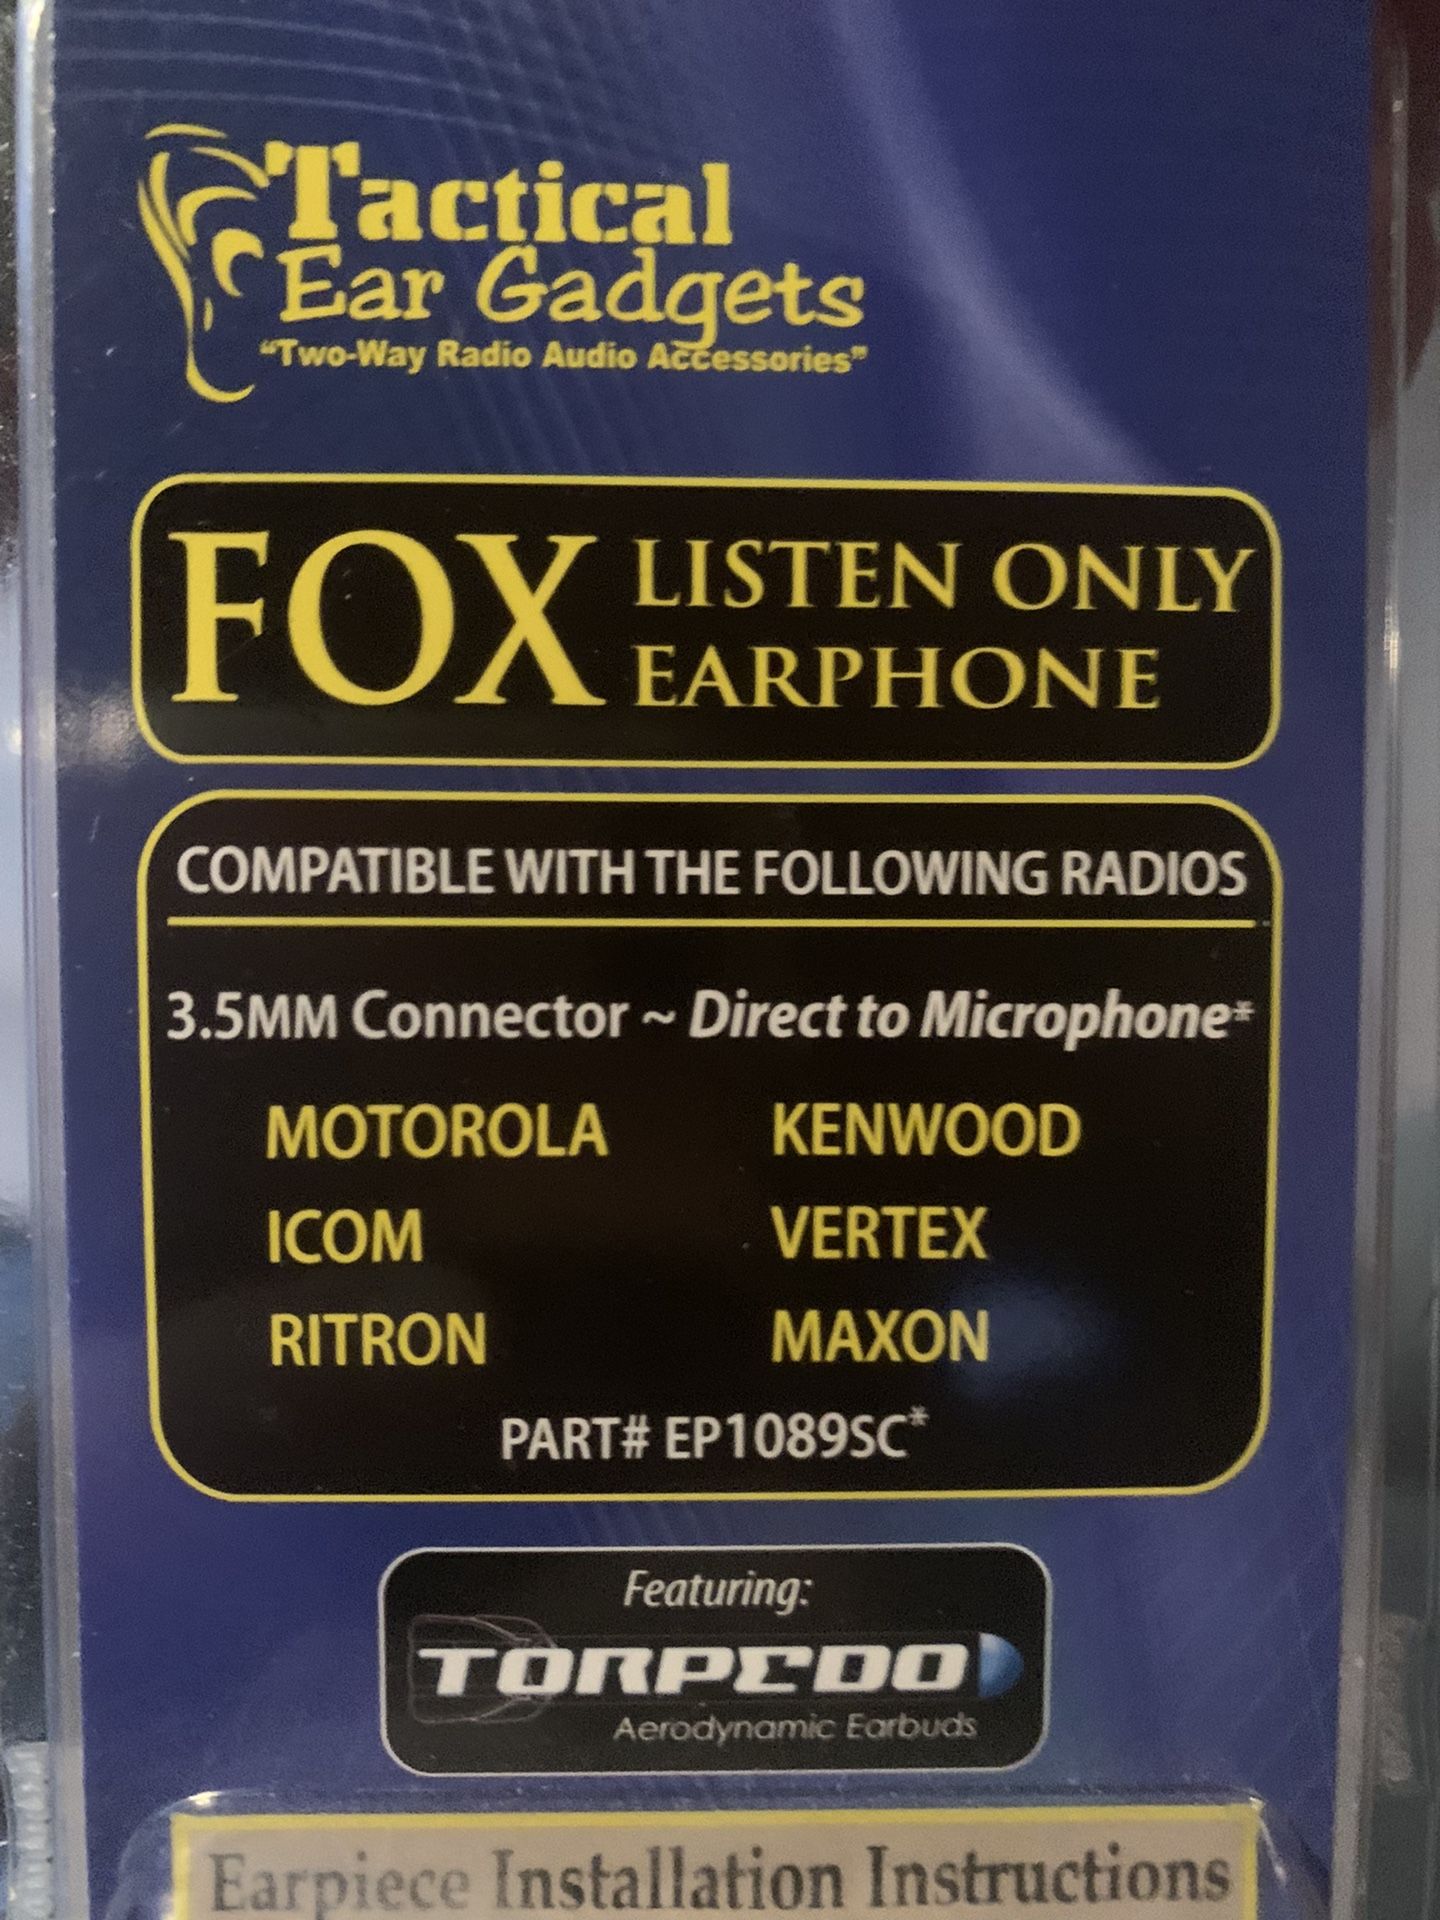 Tactical
Ear Gadgets
"Two-Way Radio Audio Accessories"
FOX LISTEN ONLY
EARPHONE
COMPATIBLE WITH THE FOLLOWING RADIOS
3.5MM Connector ~ Direct to Microphone*
MOTOROLA KENWOOD
ICOM VERTEX
RITRON MAXON
PART# EP1089SC*
Featuring:
TORPEDO
Aerodynamic Earbuds
Earpiece Installation Instructions